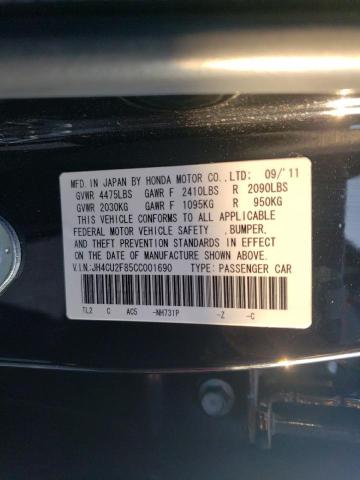 MFD. IN JAPAN BY HONDA MOTOR CO., LTD: 09/'11
GVWR 4475LBS GAWR F 2410LBS R 2090LBS
GVWR 2030KG GAWR F 1095KG R 950KG
THIS VEHICLE CONFORMS TO ALL APPLICABLE
FEDERAL MOTOR VEHICLE SAFETY , BUMPER,
AND THEFT PREVENTION STANDARDS IN EFFECT
ON THE DATE OF MANUFACTURE SHOWN ABOVE.
V.I.N:JH4CU2F85CC001690 TYPE: PASSENGER CAR
TL2 C AC5 -NH731P -Z -C